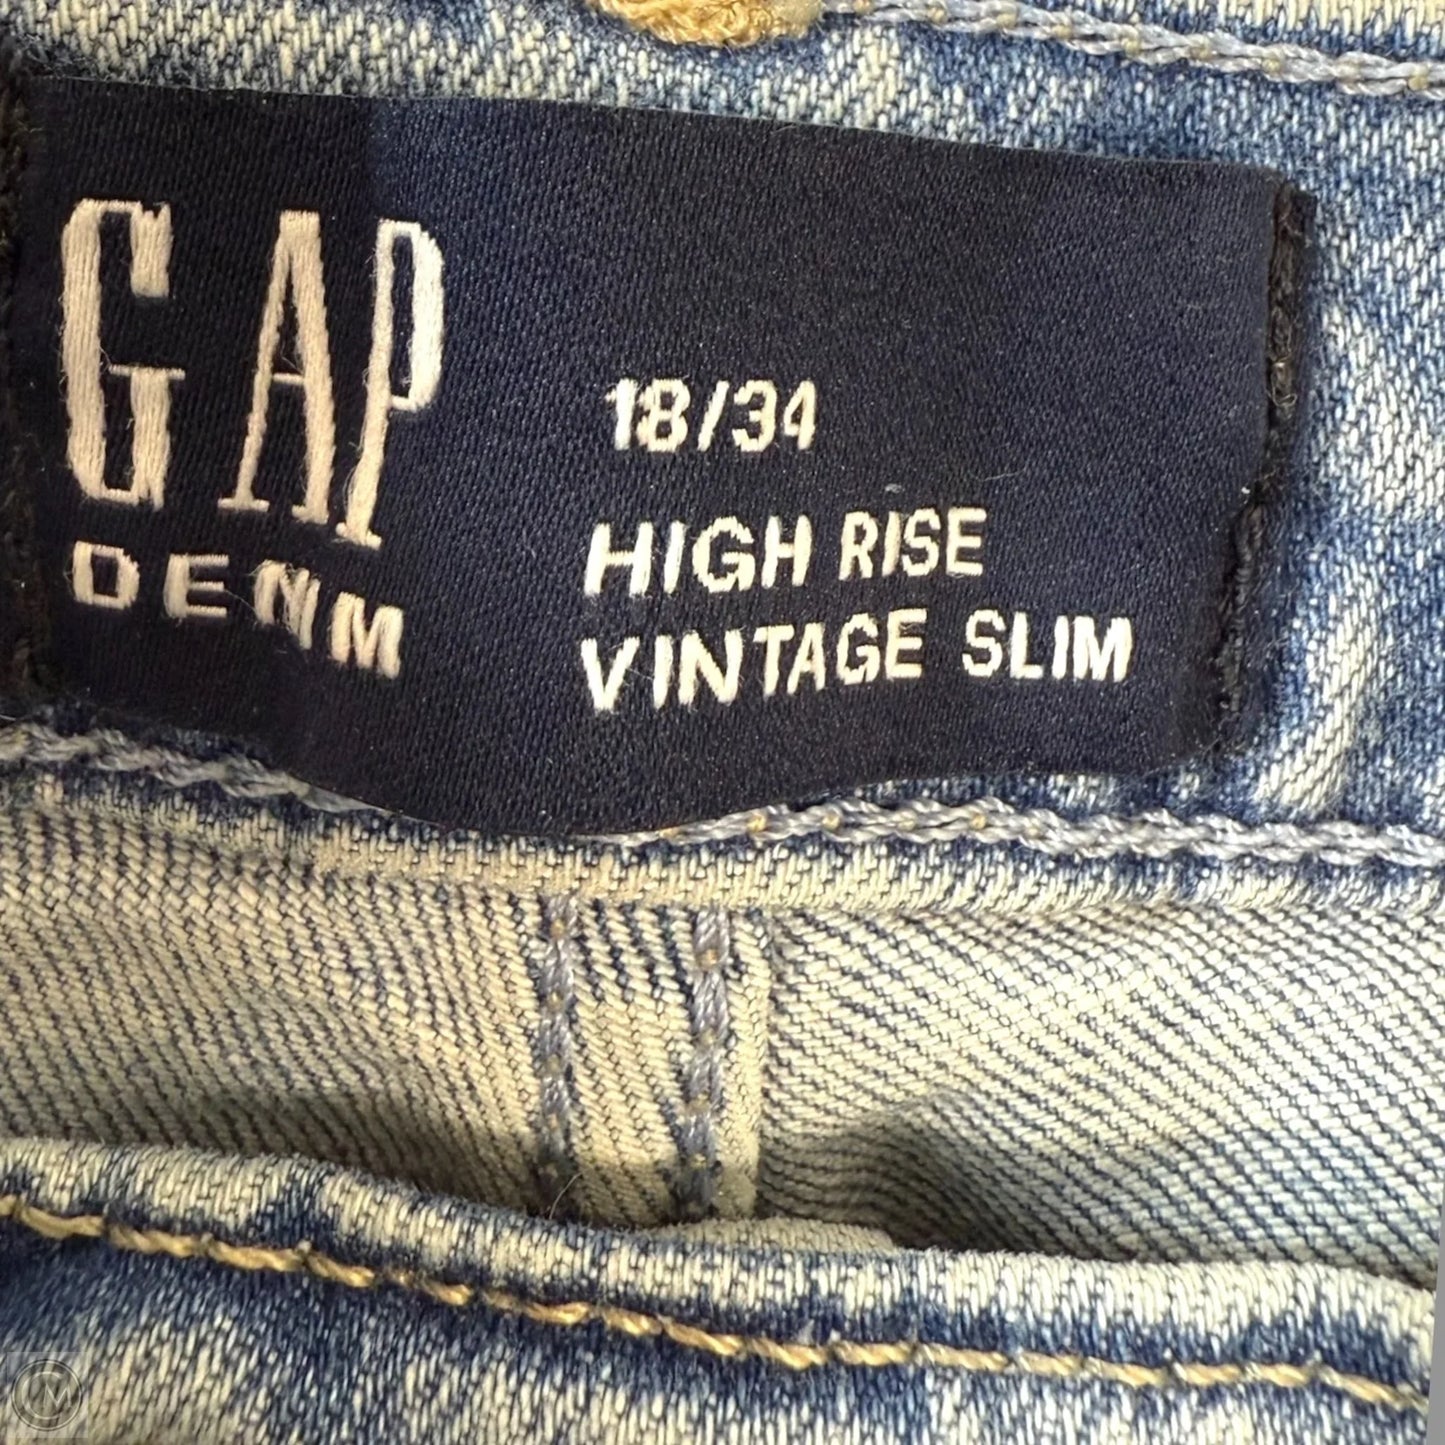 GAP
DENM
18/34
HIGH RISE
VINTAGE SLIM